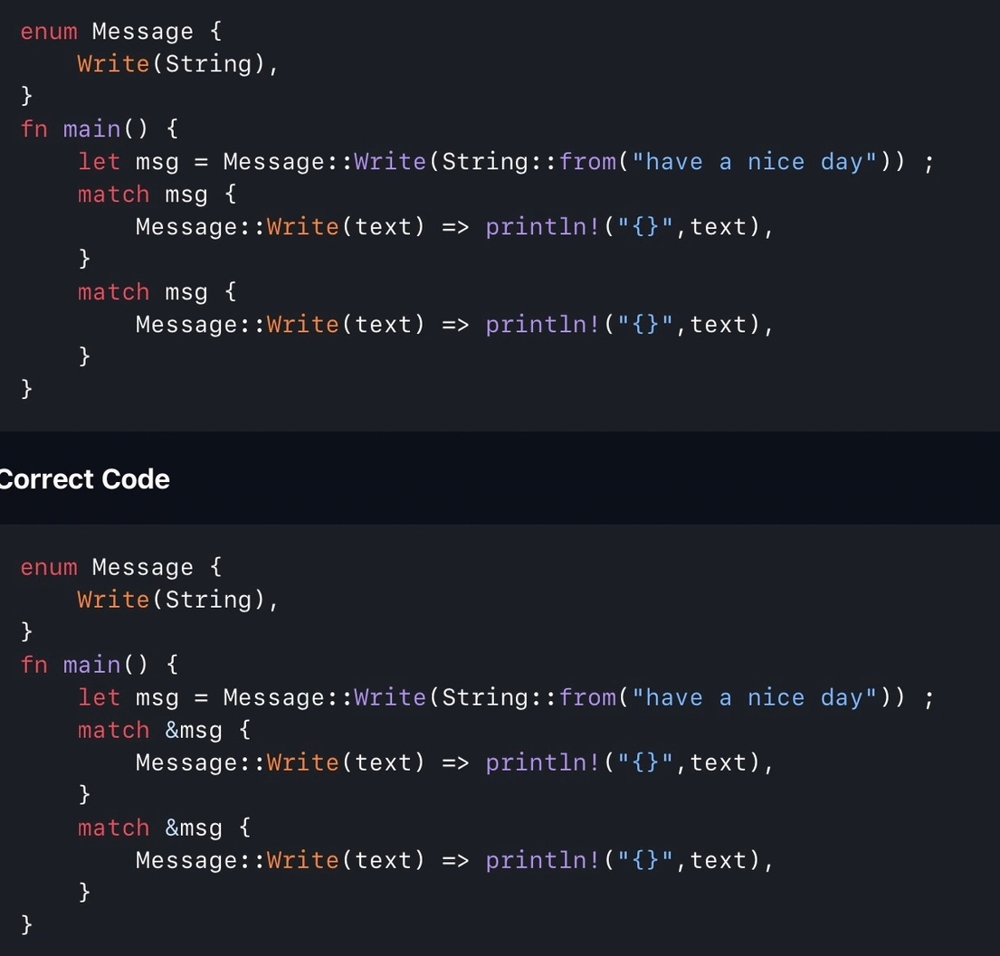 enum Message {
    Write(String),
}
fn main() {
    let msg = Message::Write(String::from("have a nice day")) ;
    match msg {
        Message::Write(text) => println!("{}",text),
    }
    match msg {
        Message::Write(text) => println!("{}",text),
    }
}
Correct Code
enum Message {
    Write(String),
}
fn main() {
    let msg = Message::Write(String::from("have a nice day")) ;
    match &msg {
        Message::Write(text) => println!("{}",text),
    }
    match &msg {
        Message::Write(text) => println!("{}",text),
    }
}